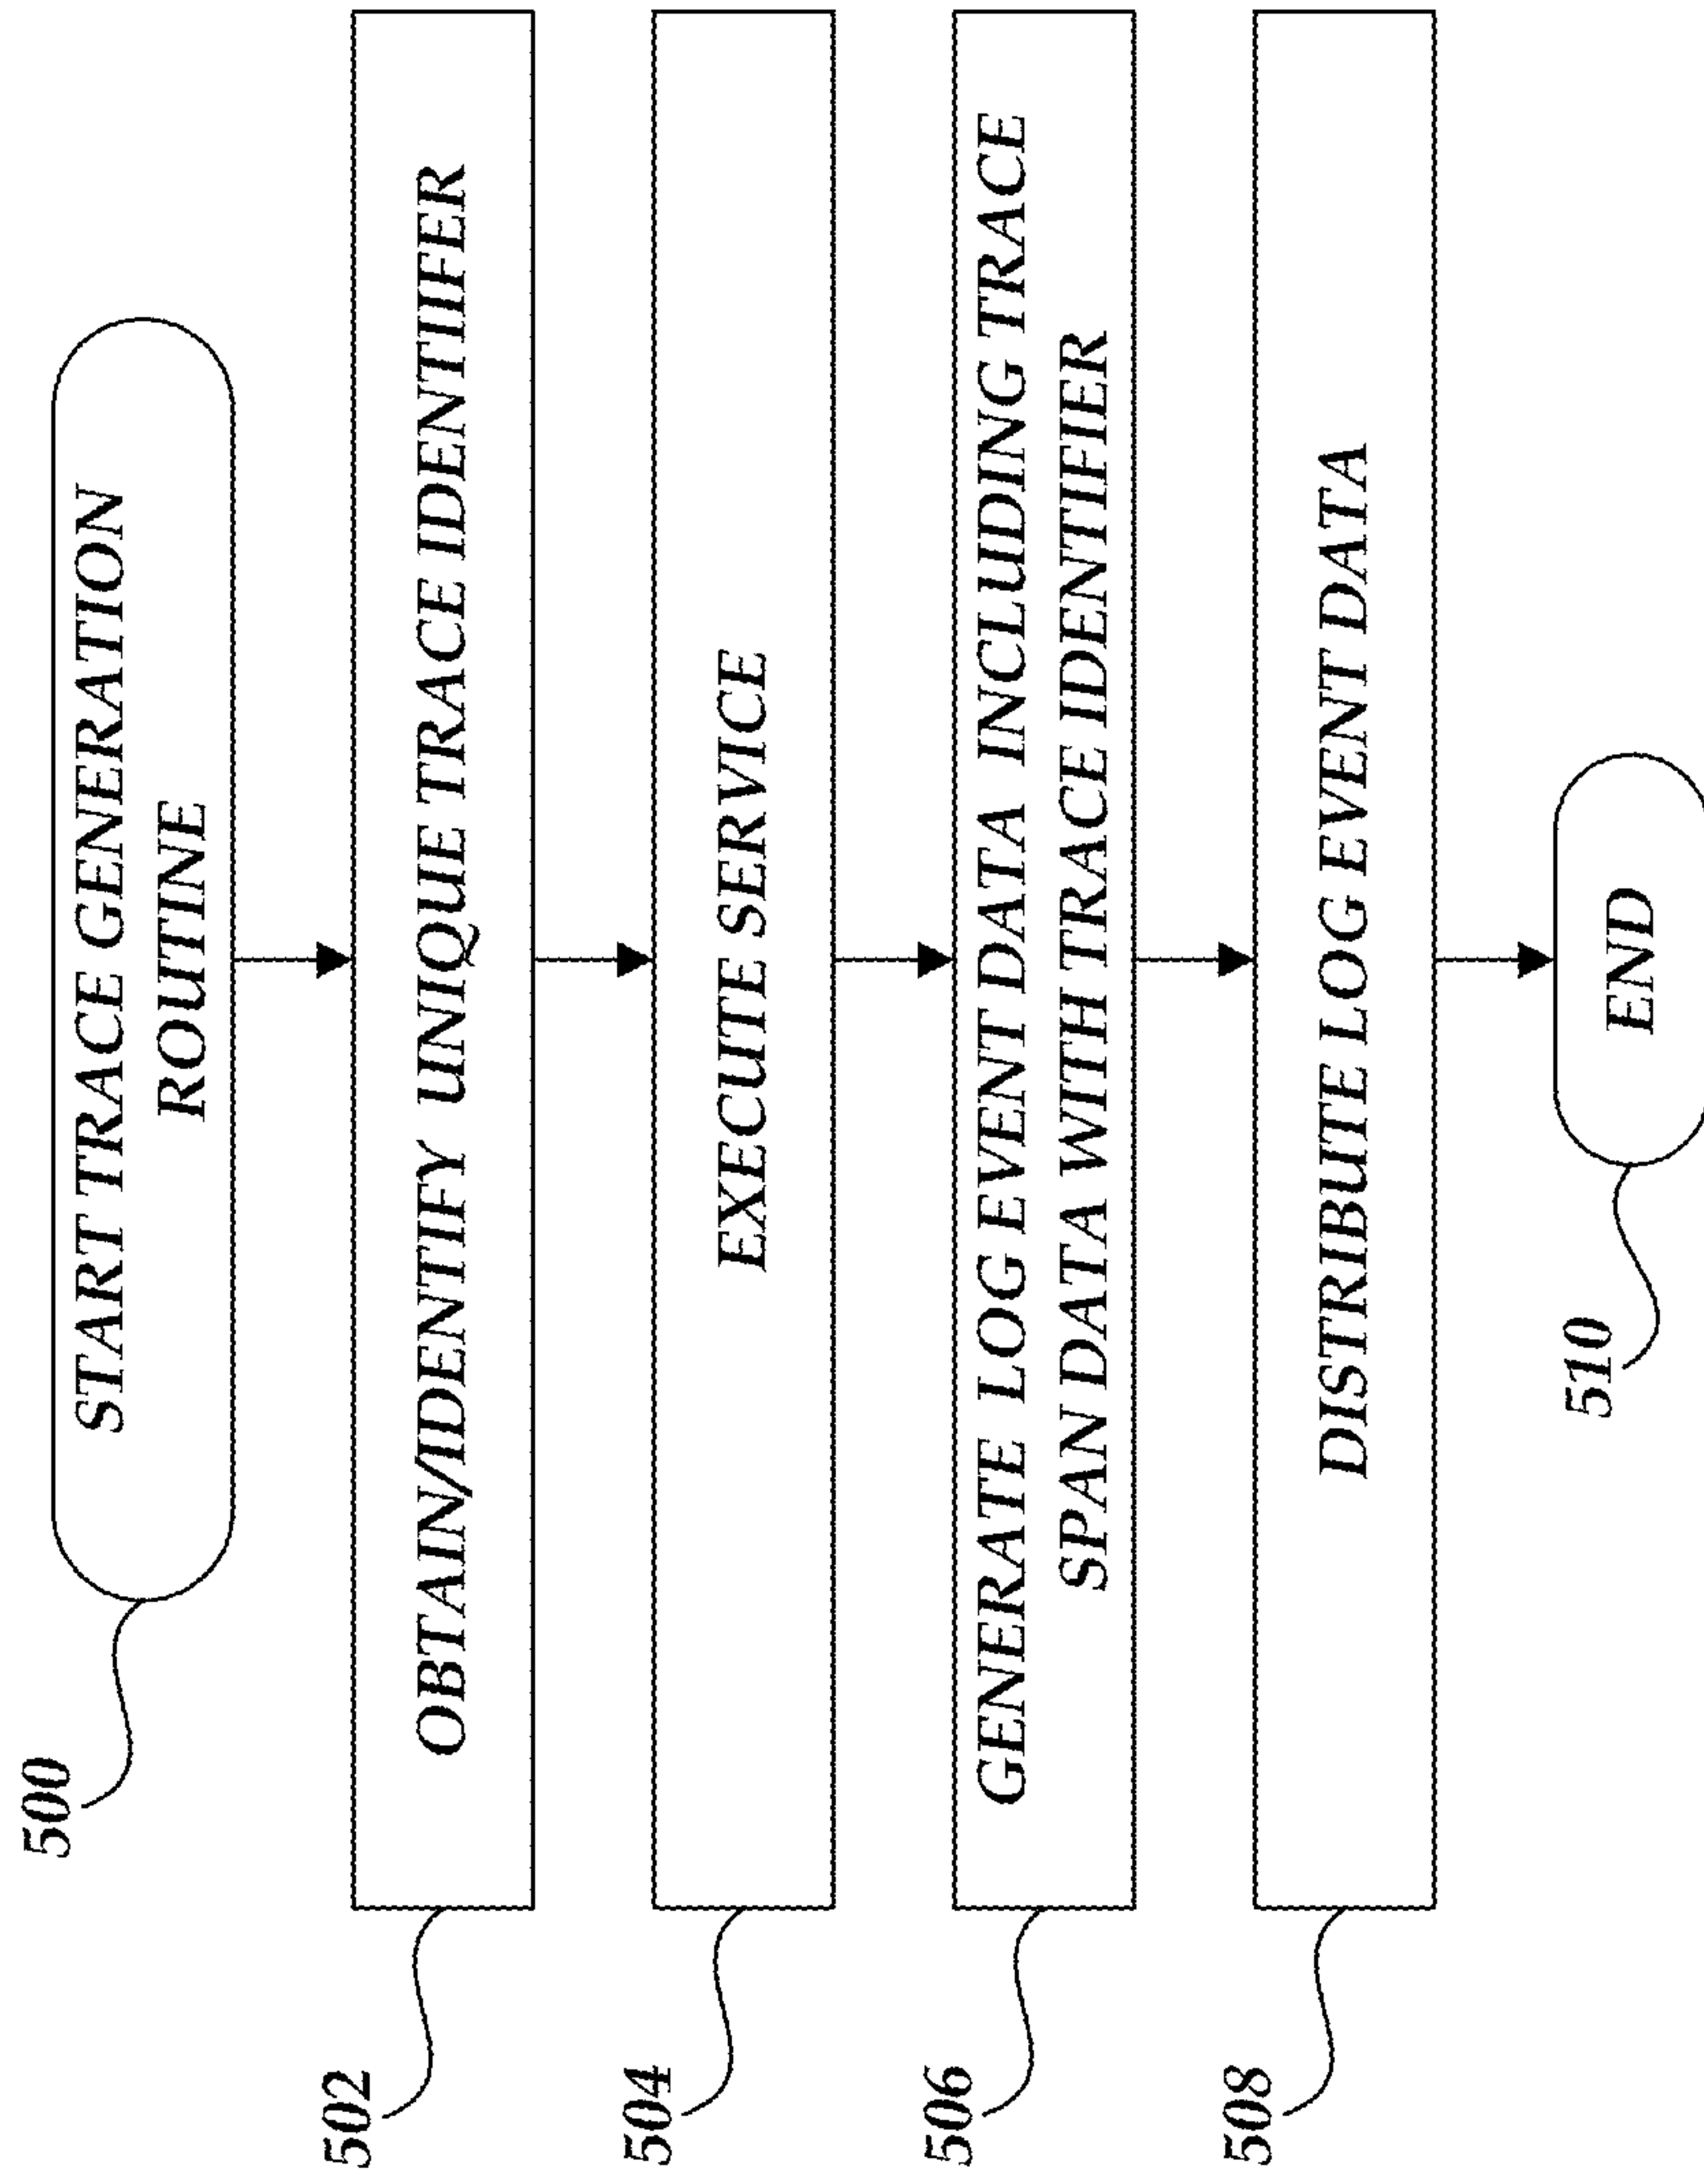 500
START TRACE GENERATION
ROUTINE
502
OBTAIN/IDENTIFY UNIQUE TRACE IDENTIFIER
504
EXECUTE SERVICE
506
GENERATE LOG EVENT DATA INCLUDING TRACE
SPAN DATA WITH TRACE IDENTIFIER
508
DISTRIBUTE LOG EVENT DATA
510
END